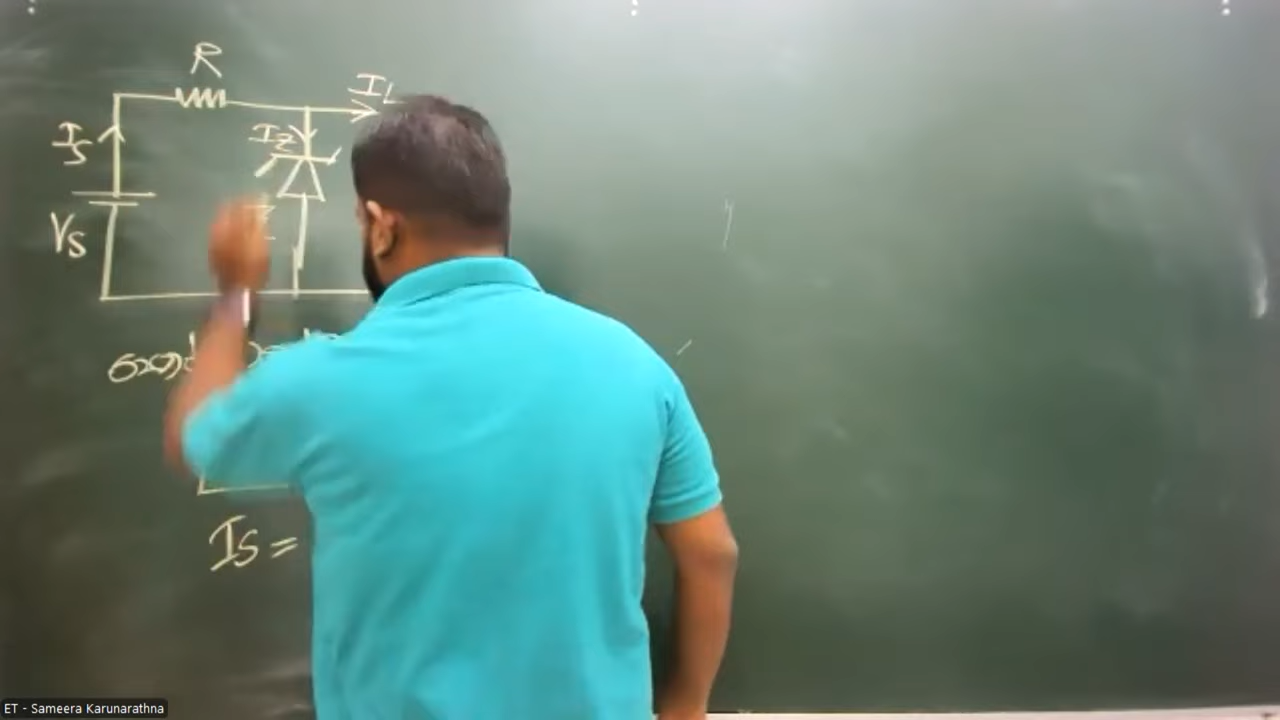 R
IL
Is
Iz
Vs
Is =
ET - Sameera Karunarathna